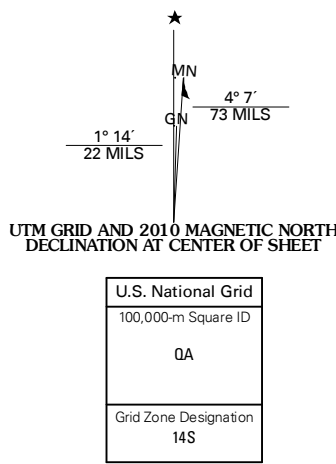 ★
MN
4° 7´
73 MILS
GN
1° 14´
22 MILS
UTM GRID AND 2010 MAGNETIC NORTH
DECLINATION AT CENTER OF SHEET
U.S. National Grid
100,000-m Square ID
QA
Grid Zone Designation
14S